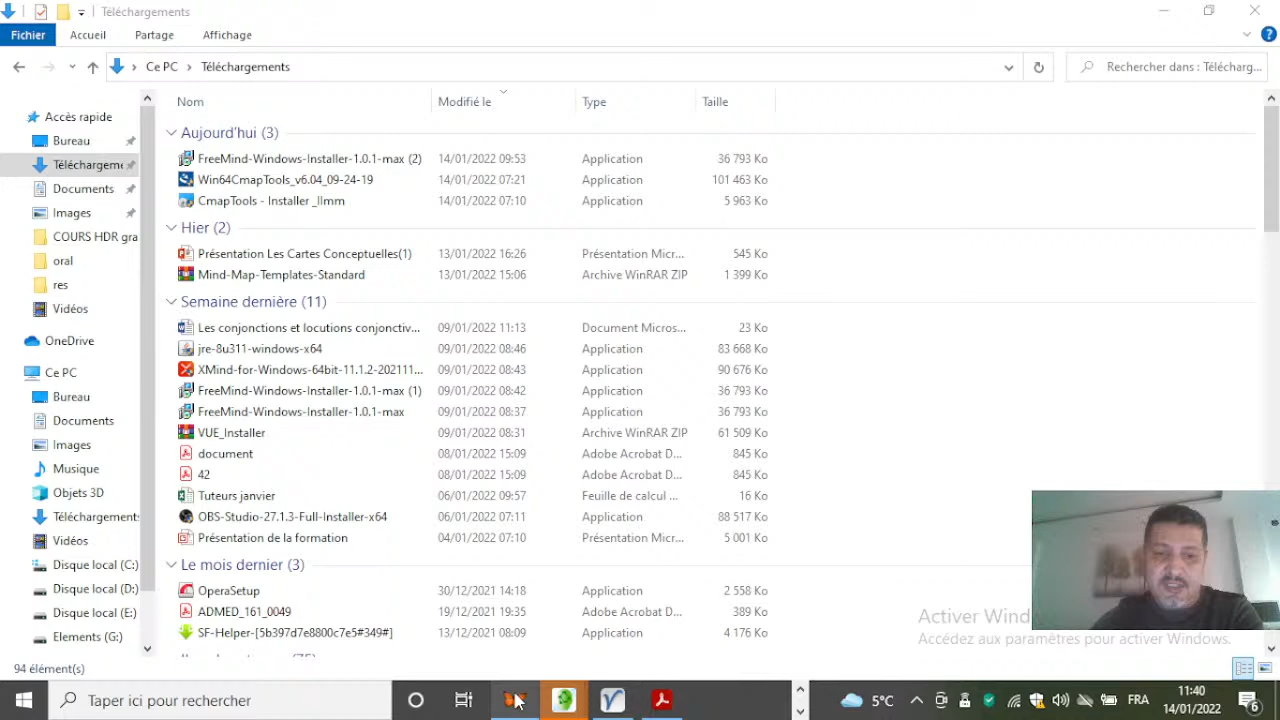 Téléchargements
Fichier Accueil Partage Affichage
Ce PC Téléchargements
Rechercher dans : Télécharg...
Nom Modifié le Type Taille
Accès rapide
Bureau
Téléchargeme
Documents
Images
COURS HDR gra
oral
res
Vidéos
OneDrive
Ce PC
Bureau
Documents
Images
Musique
Objets 3D
Téléchargements
Vidéos
Disque local (C:)
Disque local (D:)
Disque local (E:)
Elements (G:)
Aujourd'hui (3)
FreeMind-Windows-Installer-1.0.1-max (2) 14/01/2022 09:53 Application 36 793 Ko
Win64CmapTools_v6.04_09-24-19 14/01/2022 07:21 Application 101 463 Ko
CmapTools - Installer _llmm 14/01/2022 07:10 Application 5 963 Ko
Hier (2)
Présentation Les Cartes Conceptuelles(1) 13/01/2022 16:26 Présentation Micr... 545 Ko
Mind-Map-Templates-Standard 13/01/2022 15:06 Archive WinRAR ZIP 1 399 Ko
Semaine dernière (11)
Les conjonctions et locutions conjonctiv... 09/01/2022 11:13 Document Micros... 23 Ko
jre-8u311-windows-x64 09/01/2022 08:46 Application 83 668 Ko
XMind-for-Windows-64bit-11.1.2-202111... 09/01/2022 08:43 Application 90 676 Ko
FreeMind-Windows-Installer-1.0.1-max (1) 09/01/2022 08:42 Application 36 793 Ko
FreeMind-Windows-Installer-1.0.1-max 09/01/2022 08:37 Application 36 793 Ko
VUE_Installer 09/01/2022 08:31 Archive WinRAR ZIP 61 509 Ko
document 08/01/2022 15:09 Adobe Acrobat D... 845 Ko
42 08/01/2022 15:09 Adobe Acrobat D... 845 Ko
Tuteurs janvier 06/01/2022 09:57 Feuille de calcul ... 16 Ko
OBS-Studio-27.1.3-Full-Installer-x64 06/01/2022 07:11 Application 88 517 Ko
Présentation de la formation 04/01/2022 07:10 Présentation Micr... 5 001 Ko
Le mois dernier (3)
OperaSetup 30/12/2021 14:18 Application 2 558 Ko
ADMED_161_0049 19/12/2021 19:35 Adobe Acrobat D... 389 Ko
SF-Helper-[5b397d7e8800c7e5#349#] 13/12/2021 08:09 Application 4 176 Ko
Activer Wind
Accédez aux paramètres pour activer Windows.
94 élément(s)
Taper ici pour rechercher
5°C
FRA
11:40
14/01/2022
6